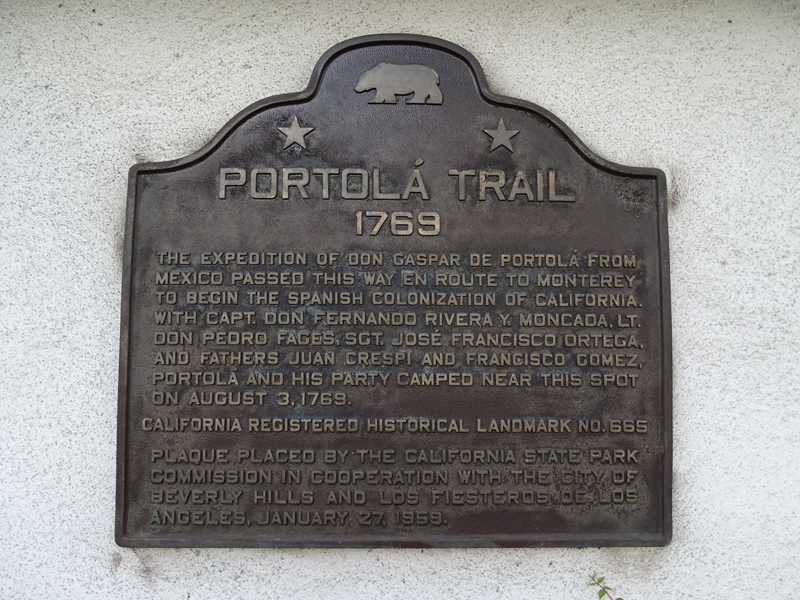 PORTOLÁ TRAIL
1769
THE EXPEDITION OF DON GASPAR DE PORTOLÁ FROM
MEXICO PASSED THIS WAY EN ROUTE TO MONTEREY
TO BEGIN THE SPANISH COLONIZATION OF CALIFORNIA.
WITH CAPT. DON FERNANDO RIVERA Y MONCADA, LT.
DON PEDRO FAGES, SGT. JOSÉ FRANCISCO ORTEGA,
AND FATHERS JUAN CRESPI AND FRANCISCO GOMEZ,
PORTOLÁ AND HIS PARTY CAMPED NEAR THIS SPOT
ON AUGUST 3, 1769.
CALIFORNIA REGISTERED HISTORICAL LANDMARK NO. 665
PLAQUE PLACED BY THE CALIFORNIA STATE PARK
COMMISSION IN COOPERATION WITH THE CITY OF
BEVERLY HILLS AND LOS FIESTEROS DE LOS
ANGELES, JANUARY 27, 1959.